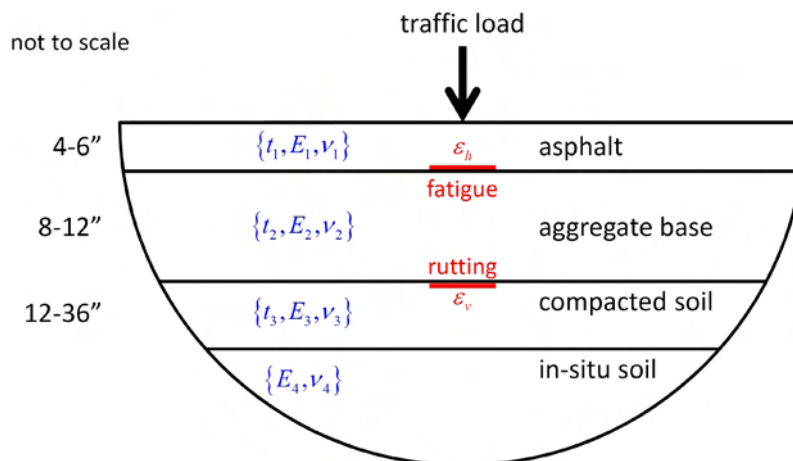 traffic load
not to scale
4-6” {t₁,E₁,ν₁} εₕ asphalt
fatigue
8-12” {t₂,E₂,ν₂} aggregate base
rutting
12-36” {t₃,E₃,ν₃} εᵥ compacted soil
{E₄,ν₄} in-situ soil